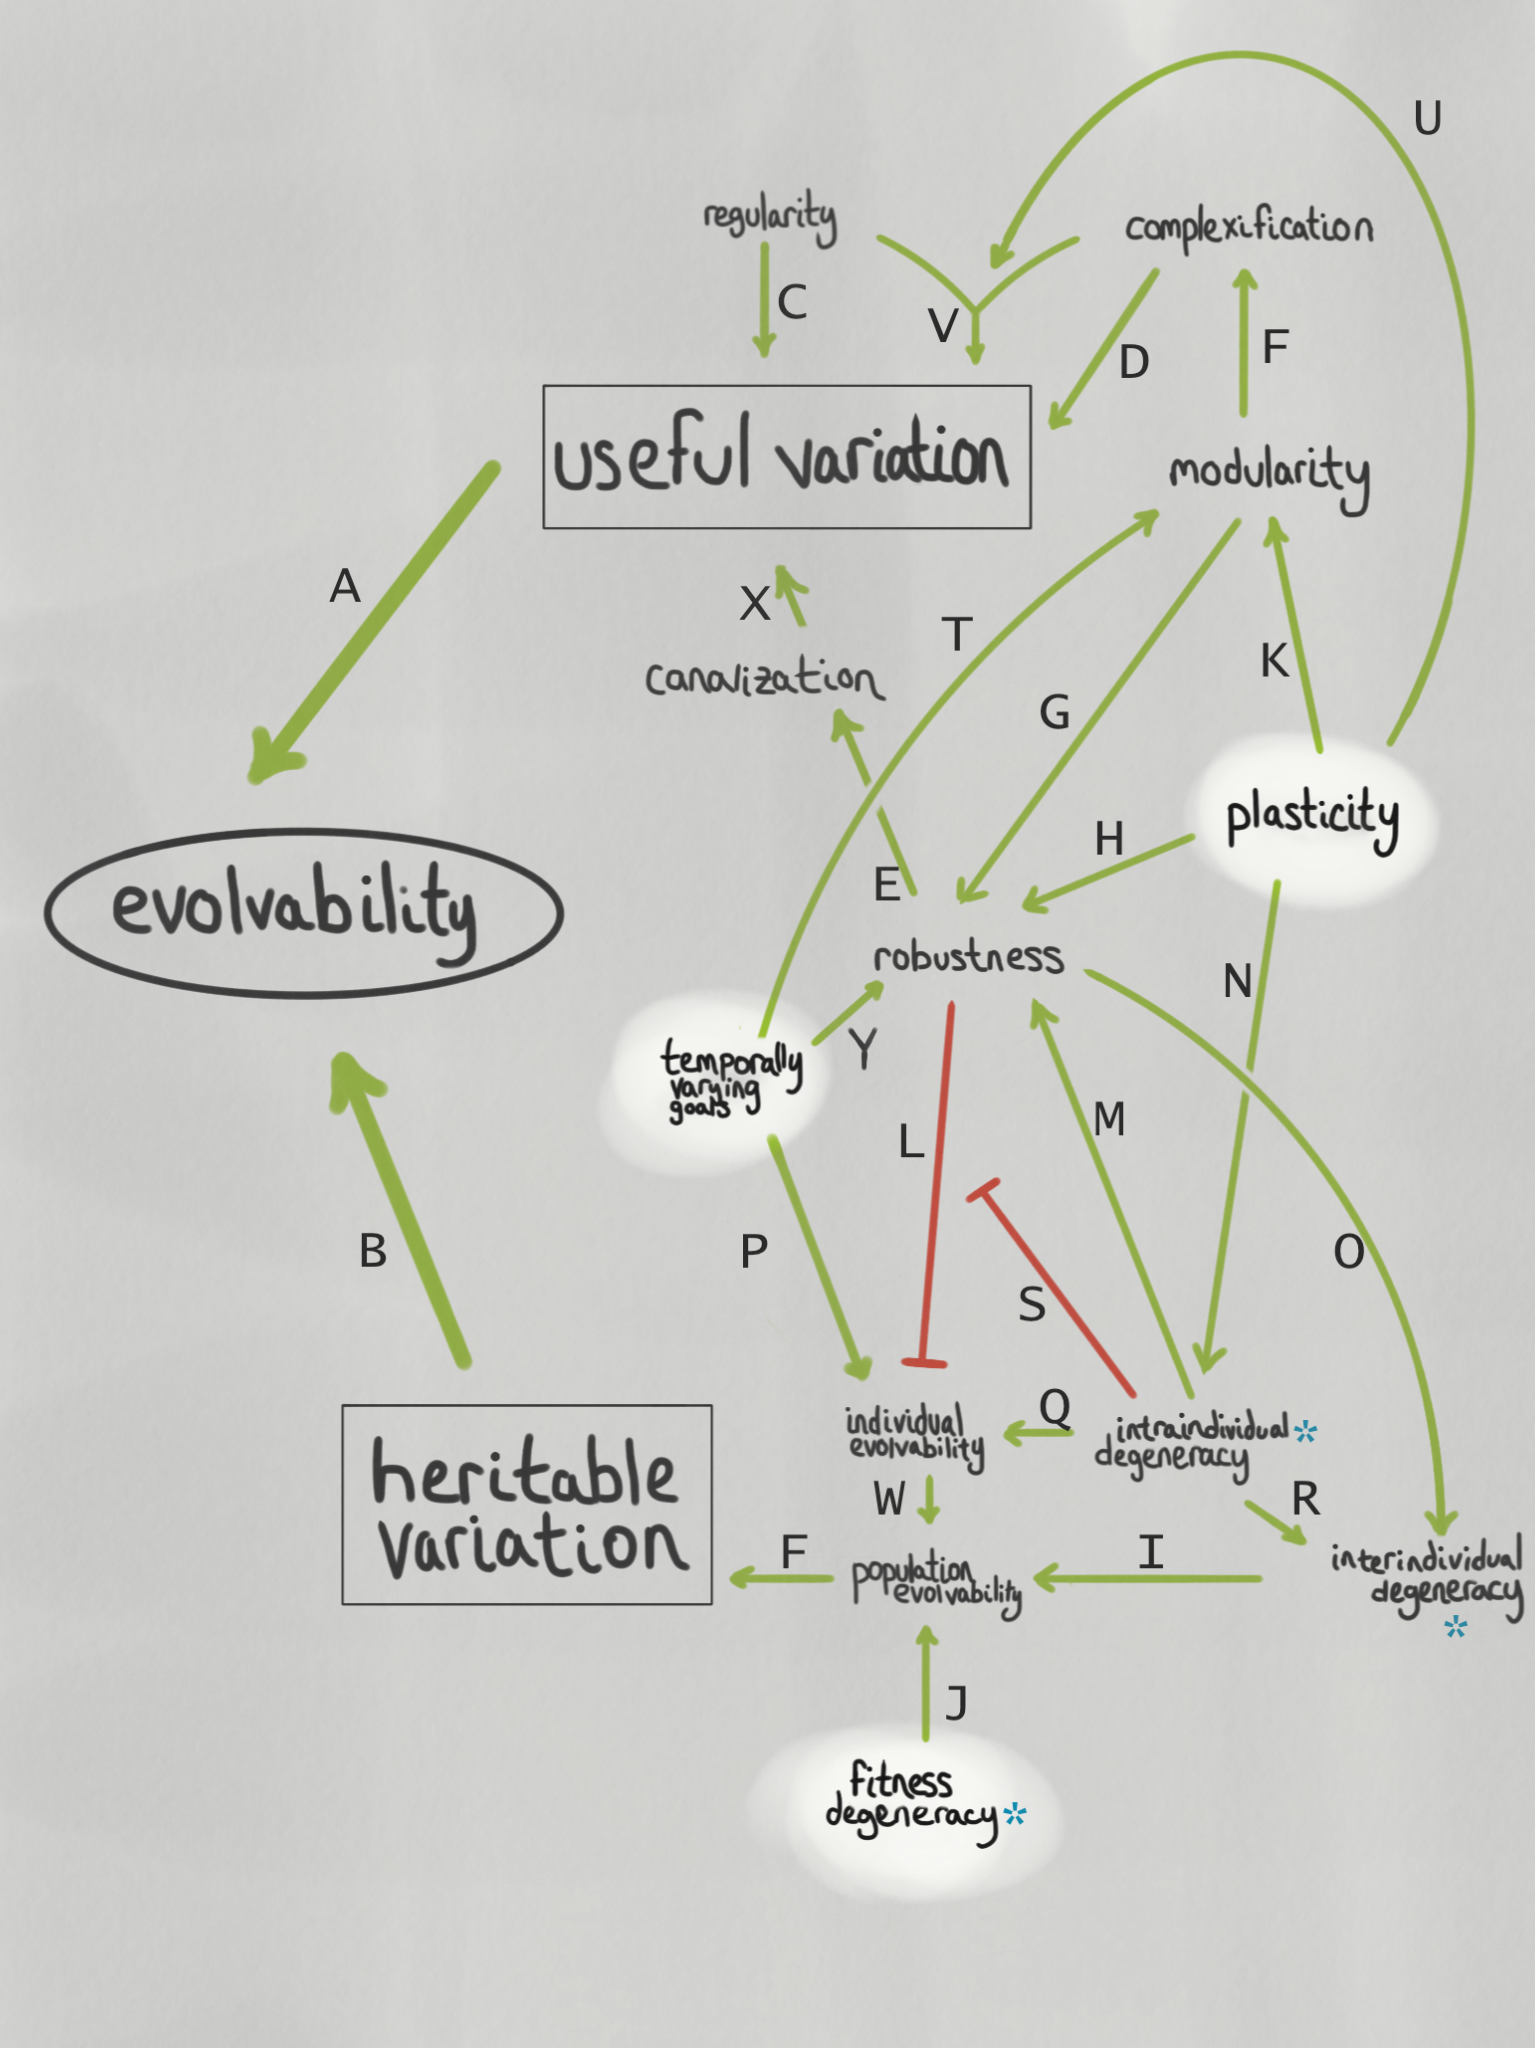 U
regularity
complexification
C
V
D
F
useful variation
modularity
A
X
T
canalization
G
K
plasticity
H
E
evolvability
robustness
N
Y
temporally
varying
goals
L
M
B
P
O
S
individual
evolvability
Q
intraindividual *
degeneracy
heritable
variation
W
R
F
population
evolvability
I
interindividual
degeneracy
*
J
fitness
degeneracy *